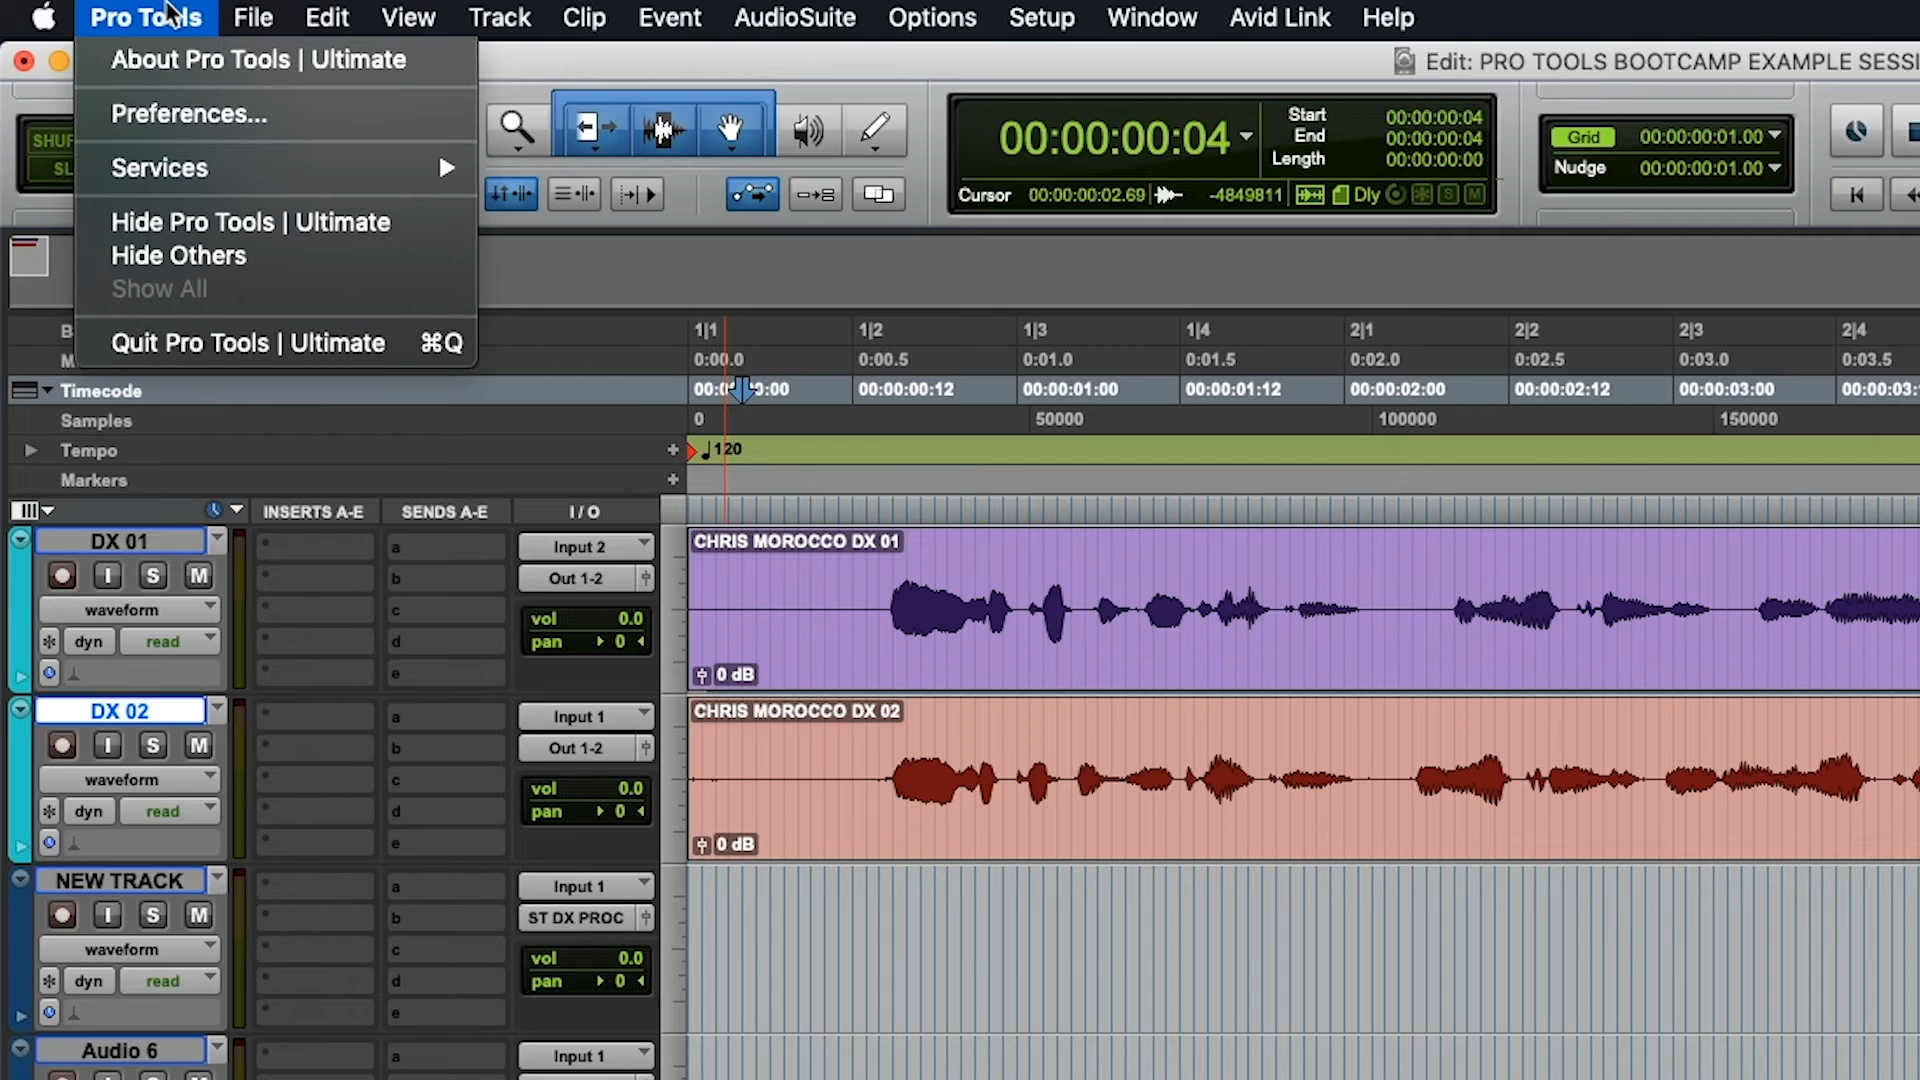 Pro Tools File Edit View Track Clip Event AudioSuite Options Setup Window Avid Link Help
About Pro Tools | Ultimate
Edit: PRO TOOLS BOOTCAMP EXAMPLE SESSI
Preferences...
Services
Hide Pro Tools | Ultimate
Hide Others
Show All
Quit Pro Tools | Ultimate ⌘Q
SHUF
SL
00:00:00:04
Start 00:00:00:04
End 00:00:00:04
Length 00:00:00:00
Cursor 00:00:00:02.69 -4849811 Dly S M
Grid 00:00:00:01.00
Nudge 00:00:00:01.00
B 1|1 1|2 1|3 1|4 2|1 2|2 2|3 2|4
M 0:00.0 0:00.5 0:01.0 0:01.5 0:02.0 0:02.5 0:03.0 0:03.5
Timecode 00:0 0:00 00:00:00:12 00:00:01:00 00:00:01:12 00:00:02:00 00:00:02:12 00:00:03:00 00:00:03:
Samples 0 50000 100000 150000
Tempo + 120
Markers +
INSERTS A-E SENDS A-E I / O
DX 01 a Input 2 CHRIS MOROCCO DX 01
I S M b Out 1-2
waveform c vol 0.0
dyn read d pan 0
e 0 dB
DX 02 a Input 1 CHRIS MOROCCO DX 02
I S M b Out 1-2
waveform c vol 0.0
dyn read d pan 0
e 0 dB
NEW TRACK a Input 1
I S M b ST DX PROC
waveform c vol 0.0
dyn read d pan 0
e
Audio 6 a Input 1